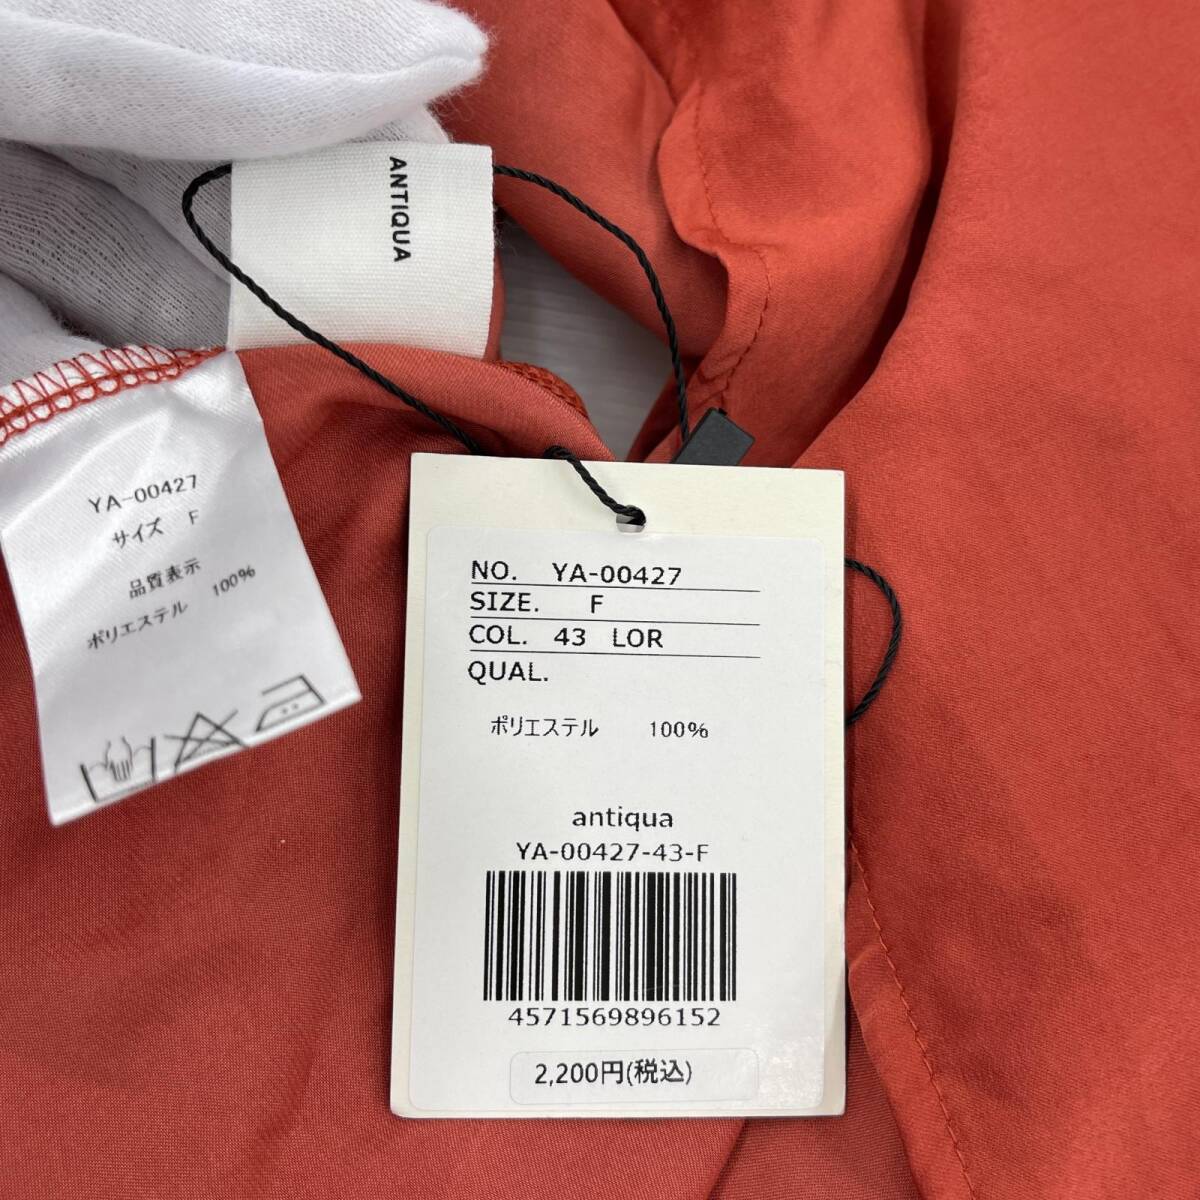 ANTIQUA
YA-00427
サイズ F
品質表示
ポリエステル 100%
NO. YA-00427
SIZE. F
COL. 43 LOR
QUAL.
ポリエステル 100%
antiqua
YA-00427-43-F
4571569896152
2,200円(税込)